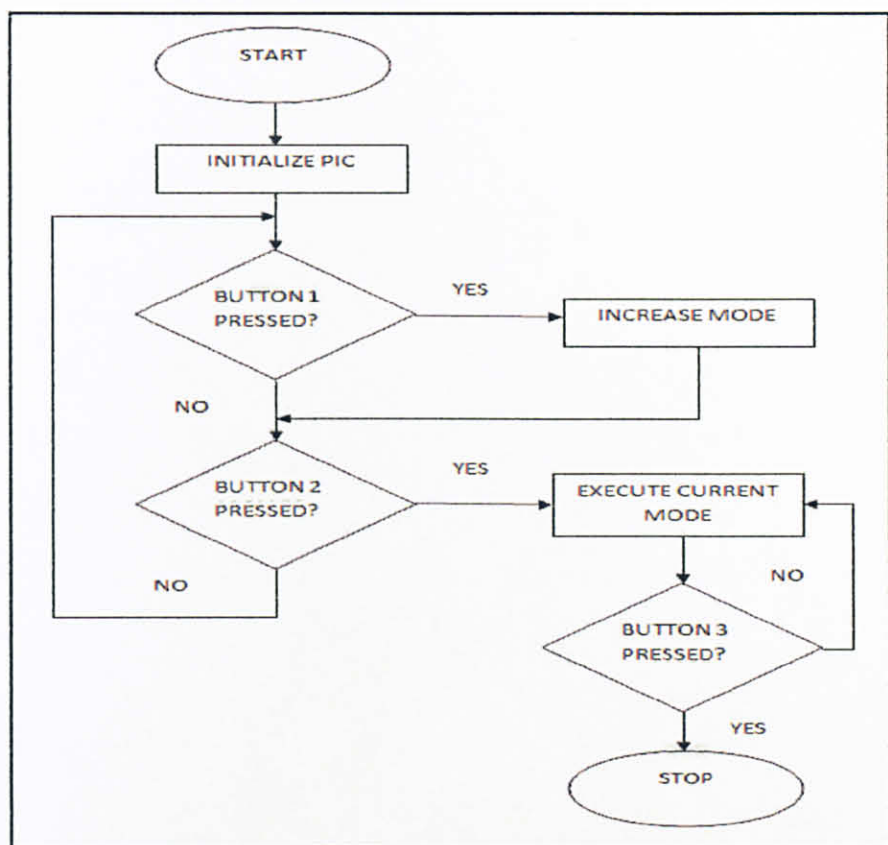 START
INITIALIZE PIC
BUTTON 1
PRESSED?
YES
INCREASE MODE
NO
BUTTON 2
PRESSED?
YES
EXECUTE CURRENT
MODE
NO
NO
BUTTON 3
PRESSED?
YES
STOP